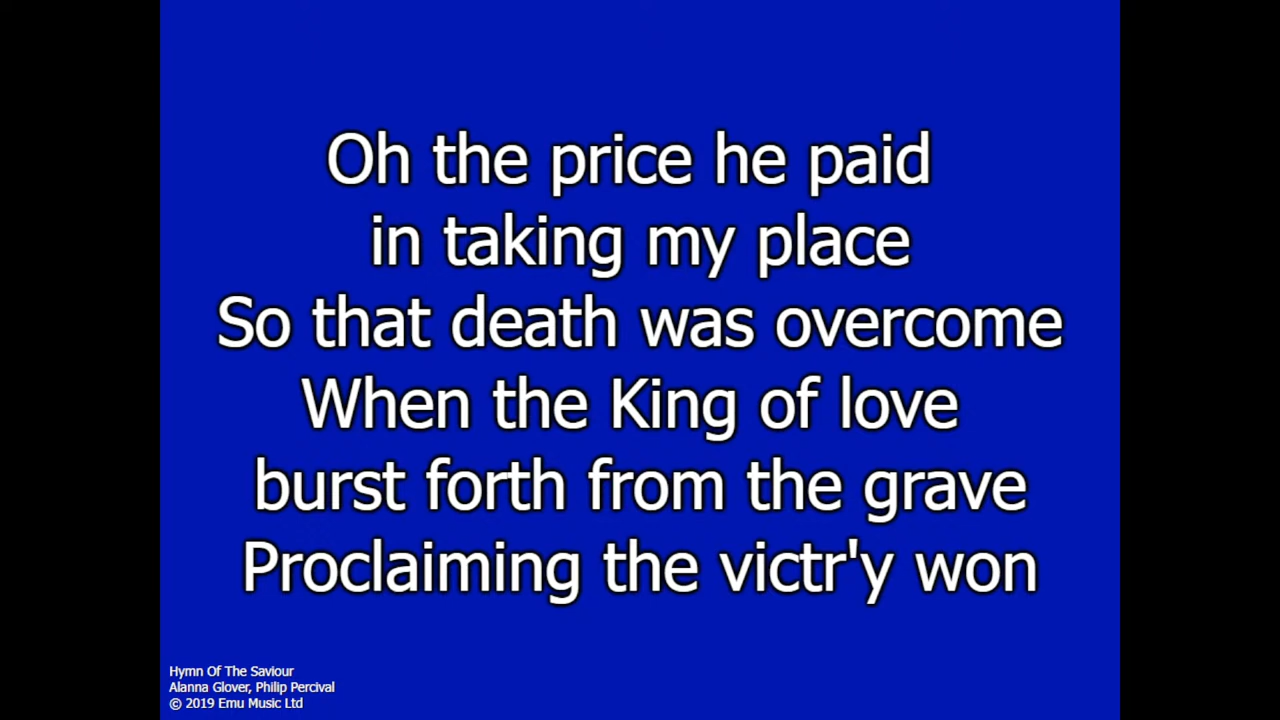 Oh the price he paid
in taking my place
So that death was overcome
When the King of love
burst forth from the grave
Proclaiming the victr'y won
Hymn Of The Saviour
Alanna Glover, Philip Percival
© 2019 Emu Music Ltd